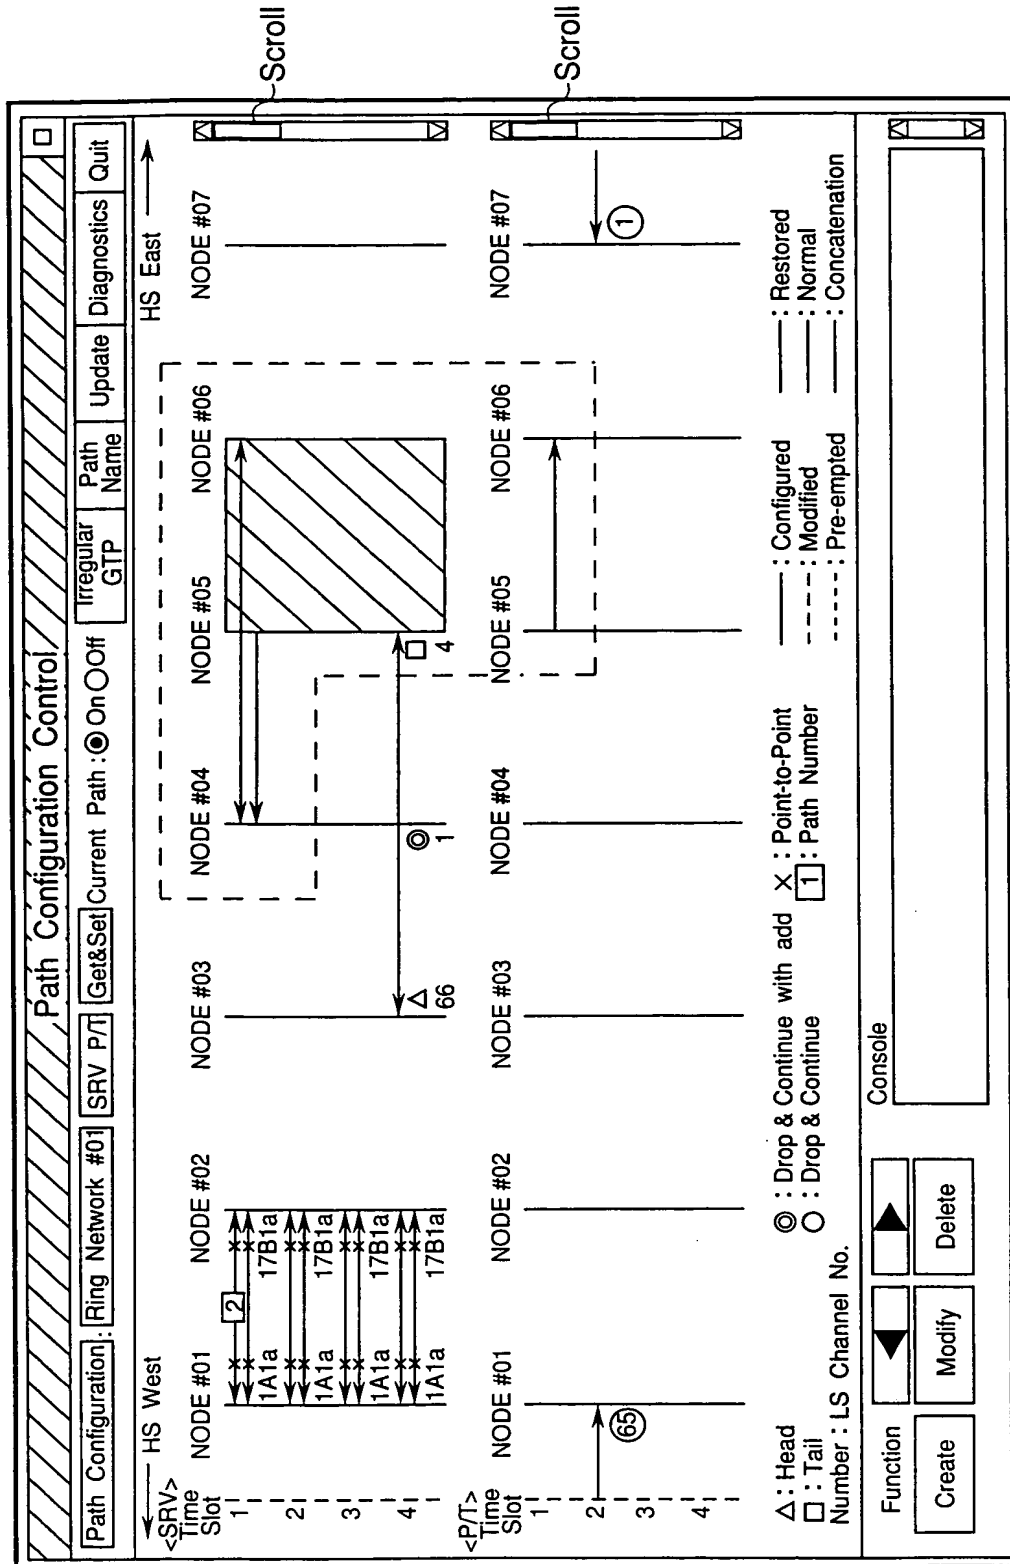 Path Configuration Control
Path Configuration : Ring Network #01 SRV P/T Get&Set Current Path : On Off Irregular GTP Path Name Update Diagnostics Quit
HS West HS East
<SRV>
Time Slot
NODE #01 NODE #02 NODE #03 NODE #04 NODE #05 NODE #06 NODE #07
Scroll
1
2
3
4
2
1A1a 17B1a
1A1a 17B1a
1A1a 17B1a
1A1a 17B1a
66 1 4
<P/T>
Time Slot
NODE #01 NODE #02 NODE #03 NODE #04 NODE #05 NODE #06 NODE #07
Scroll
1
2
3
4
65 1
△ : Head
□ : Tail
Number : LS Channel No.
◎ : Drop & Continue with add
○ : Drop & Continue
× : Point-to-Point
1 : Path Number
: Configured
: Modified
: Pre-empted
: Restored
: Normal
: Concatenation
Function
Create Modify Delete
Console